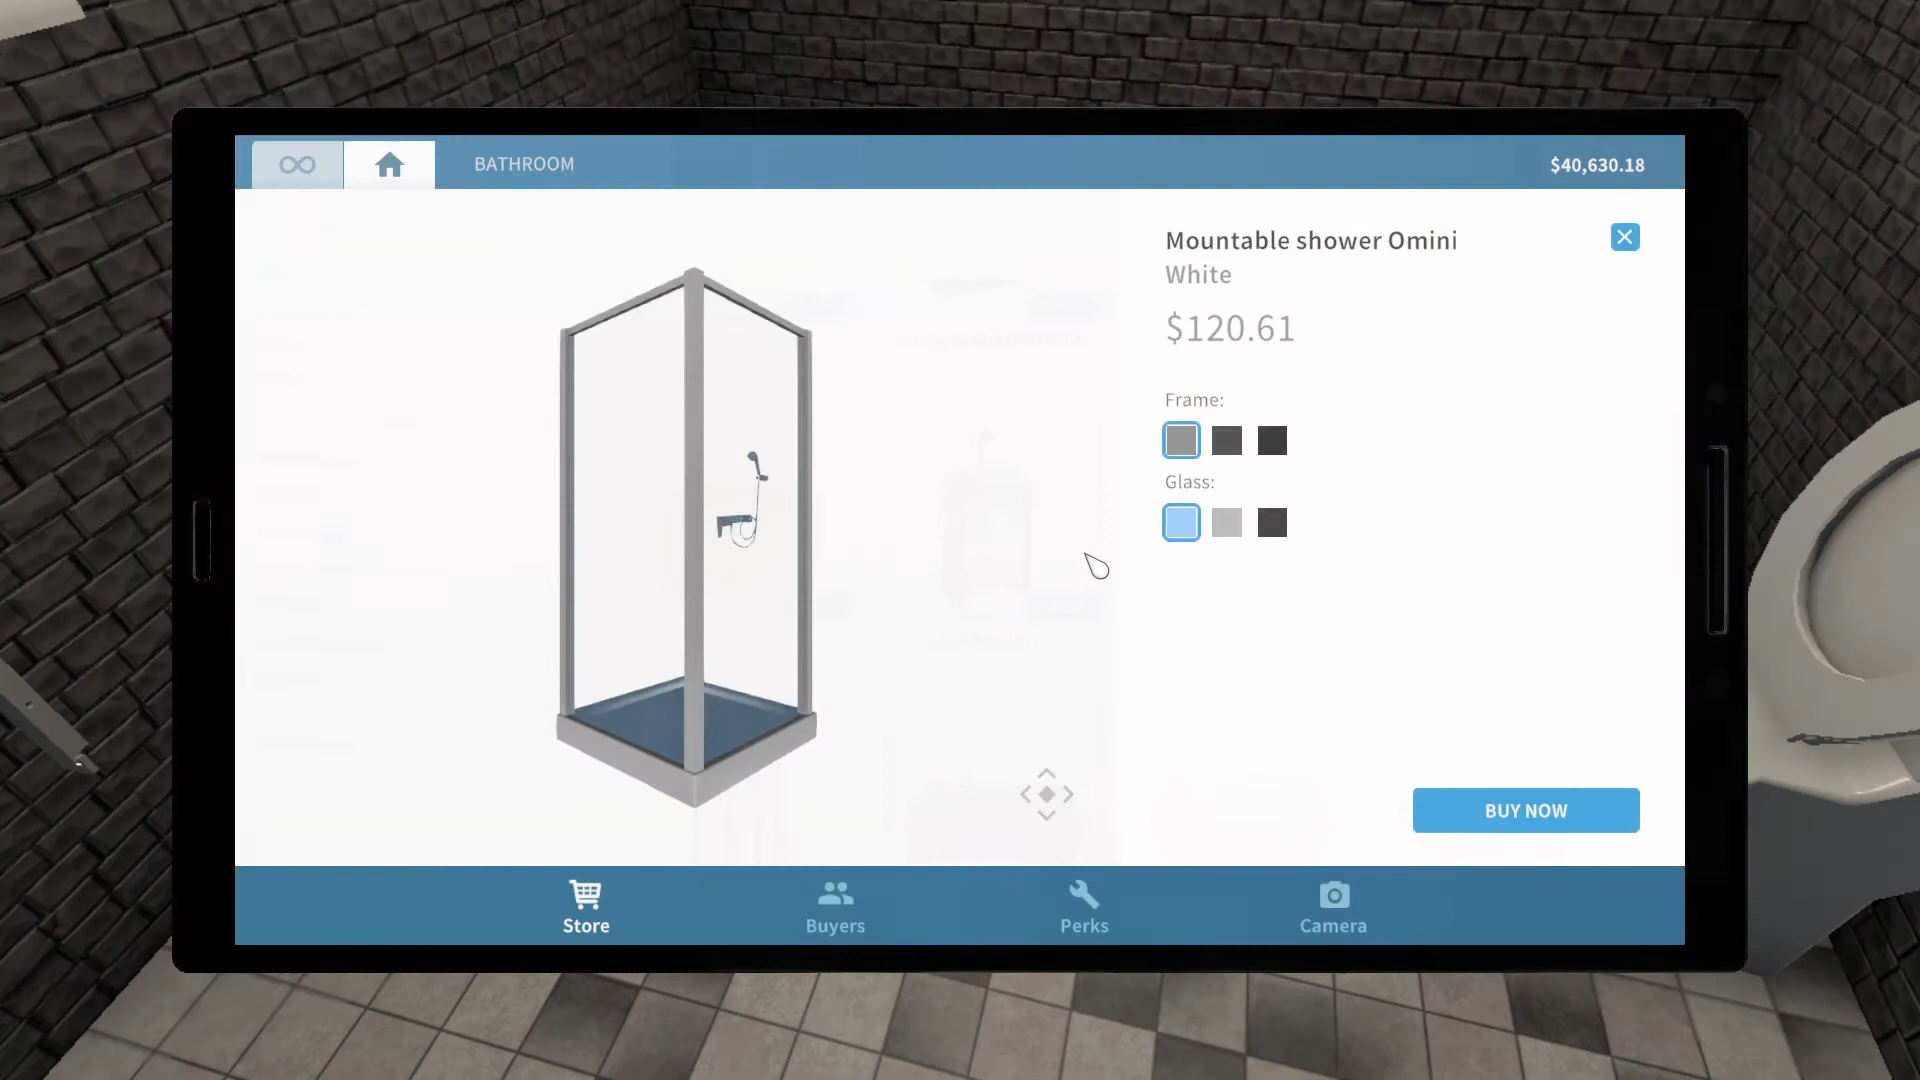 BATHROOM
$40,630.18
Mountable shower Omini
White
$120.61
Frame:
Glass:
BUY NOW
Store
Buyers
Perks
Camera